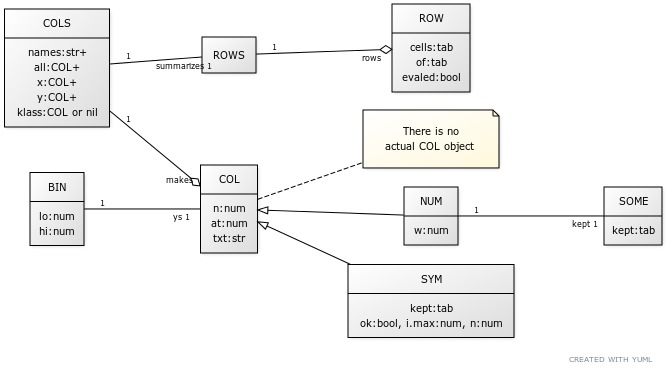 COLS
names:str+
all:COL+
x:COL+
y:COL+
klass:COL or nil
1
summarizes 1
ROWS
1
rows
ROW
cells:tab
of:tab
evaled:bool
1
makes
There is no
actual COL object
BIN
lo:num
hi:num
1
ys 1
COL
n:num
at:num
txt:str
NUM
w:num
1
kept 1
SOME
kept:tab
SYM
kept:tab
ok:bool, i.max:num, n:num
CREATED WITH YUML